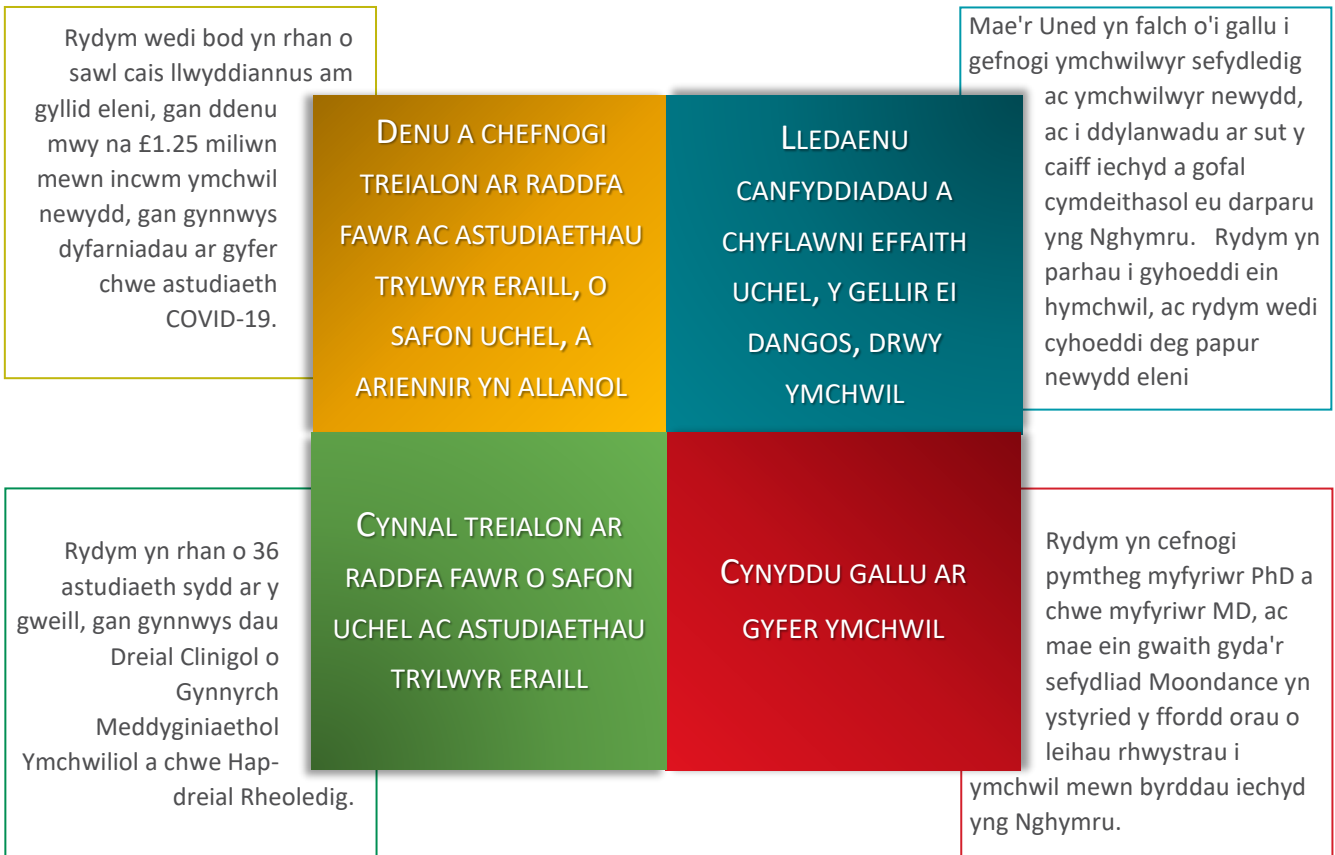 Rydym wedi bod yn rhan o
sawl cais llwyddiannus am
gyllid eleni, gan ddenu
mwy na £1.25 miliwn
mewn incwm ymchwil
newydd, gan gynnwys
dyfarniadau ar gyfer
chwe astudiaeth
COVID-19.
DENU A CHEFNOGI
TREIALON AR RADDFA
FAWR AC ASTUDIAETHAU
TRYLWYR ERAILL, O
SAFON UCHEL, A
ARIENNIR YN ALLANOL
LLEDAENU
CANFYDDIADAU A
CHYFLAWNI EFFAITH
UCHEL, Y GELLIR EI
DANGOS, DRWY
YMCHWIL
Mae'r Uned yn falch o'i gallu i
gefnogi ymchwilwyr sefydledig
ac ymchwilwyr newydd,
ac i ddylanwadu ar sut y
caiff iechyd a gofal
cymdeithasol eu darparu
yng Nghymru. Rydym yn
parhau i gyhoeddi ein
hymchwil, ac rydym wedi
cyhoeddi deg papur
newydd eleni
Rydym yn rhan o 36
astudiaeth sydd ar y
gweill, gan gynnwys dau
Dreial Clinigol o
Gynnyrch
Meddyginiaethol
Ymchwiliol a chwe Hap-
dreial Rheoledig.
CYNNAL TREIALON AR
RADDFA FAWR O SAFON
UCHEL AC ASTUDIAETHAU
TRYLWYR ERAILL
CYNYDDU GALLU AR
GYFER YMCHWIL
Rydym yn cefnogi
pymtheg myfyriwr PhD a
chwe myfyriwr MD, ac
mae ein gwaith gyda'r
sefydliad Moondance yn
ystyried y ffordd orau o
leihau rhwystrau i
ymchwil mewn byrddau iechyd
yng Nghymru.